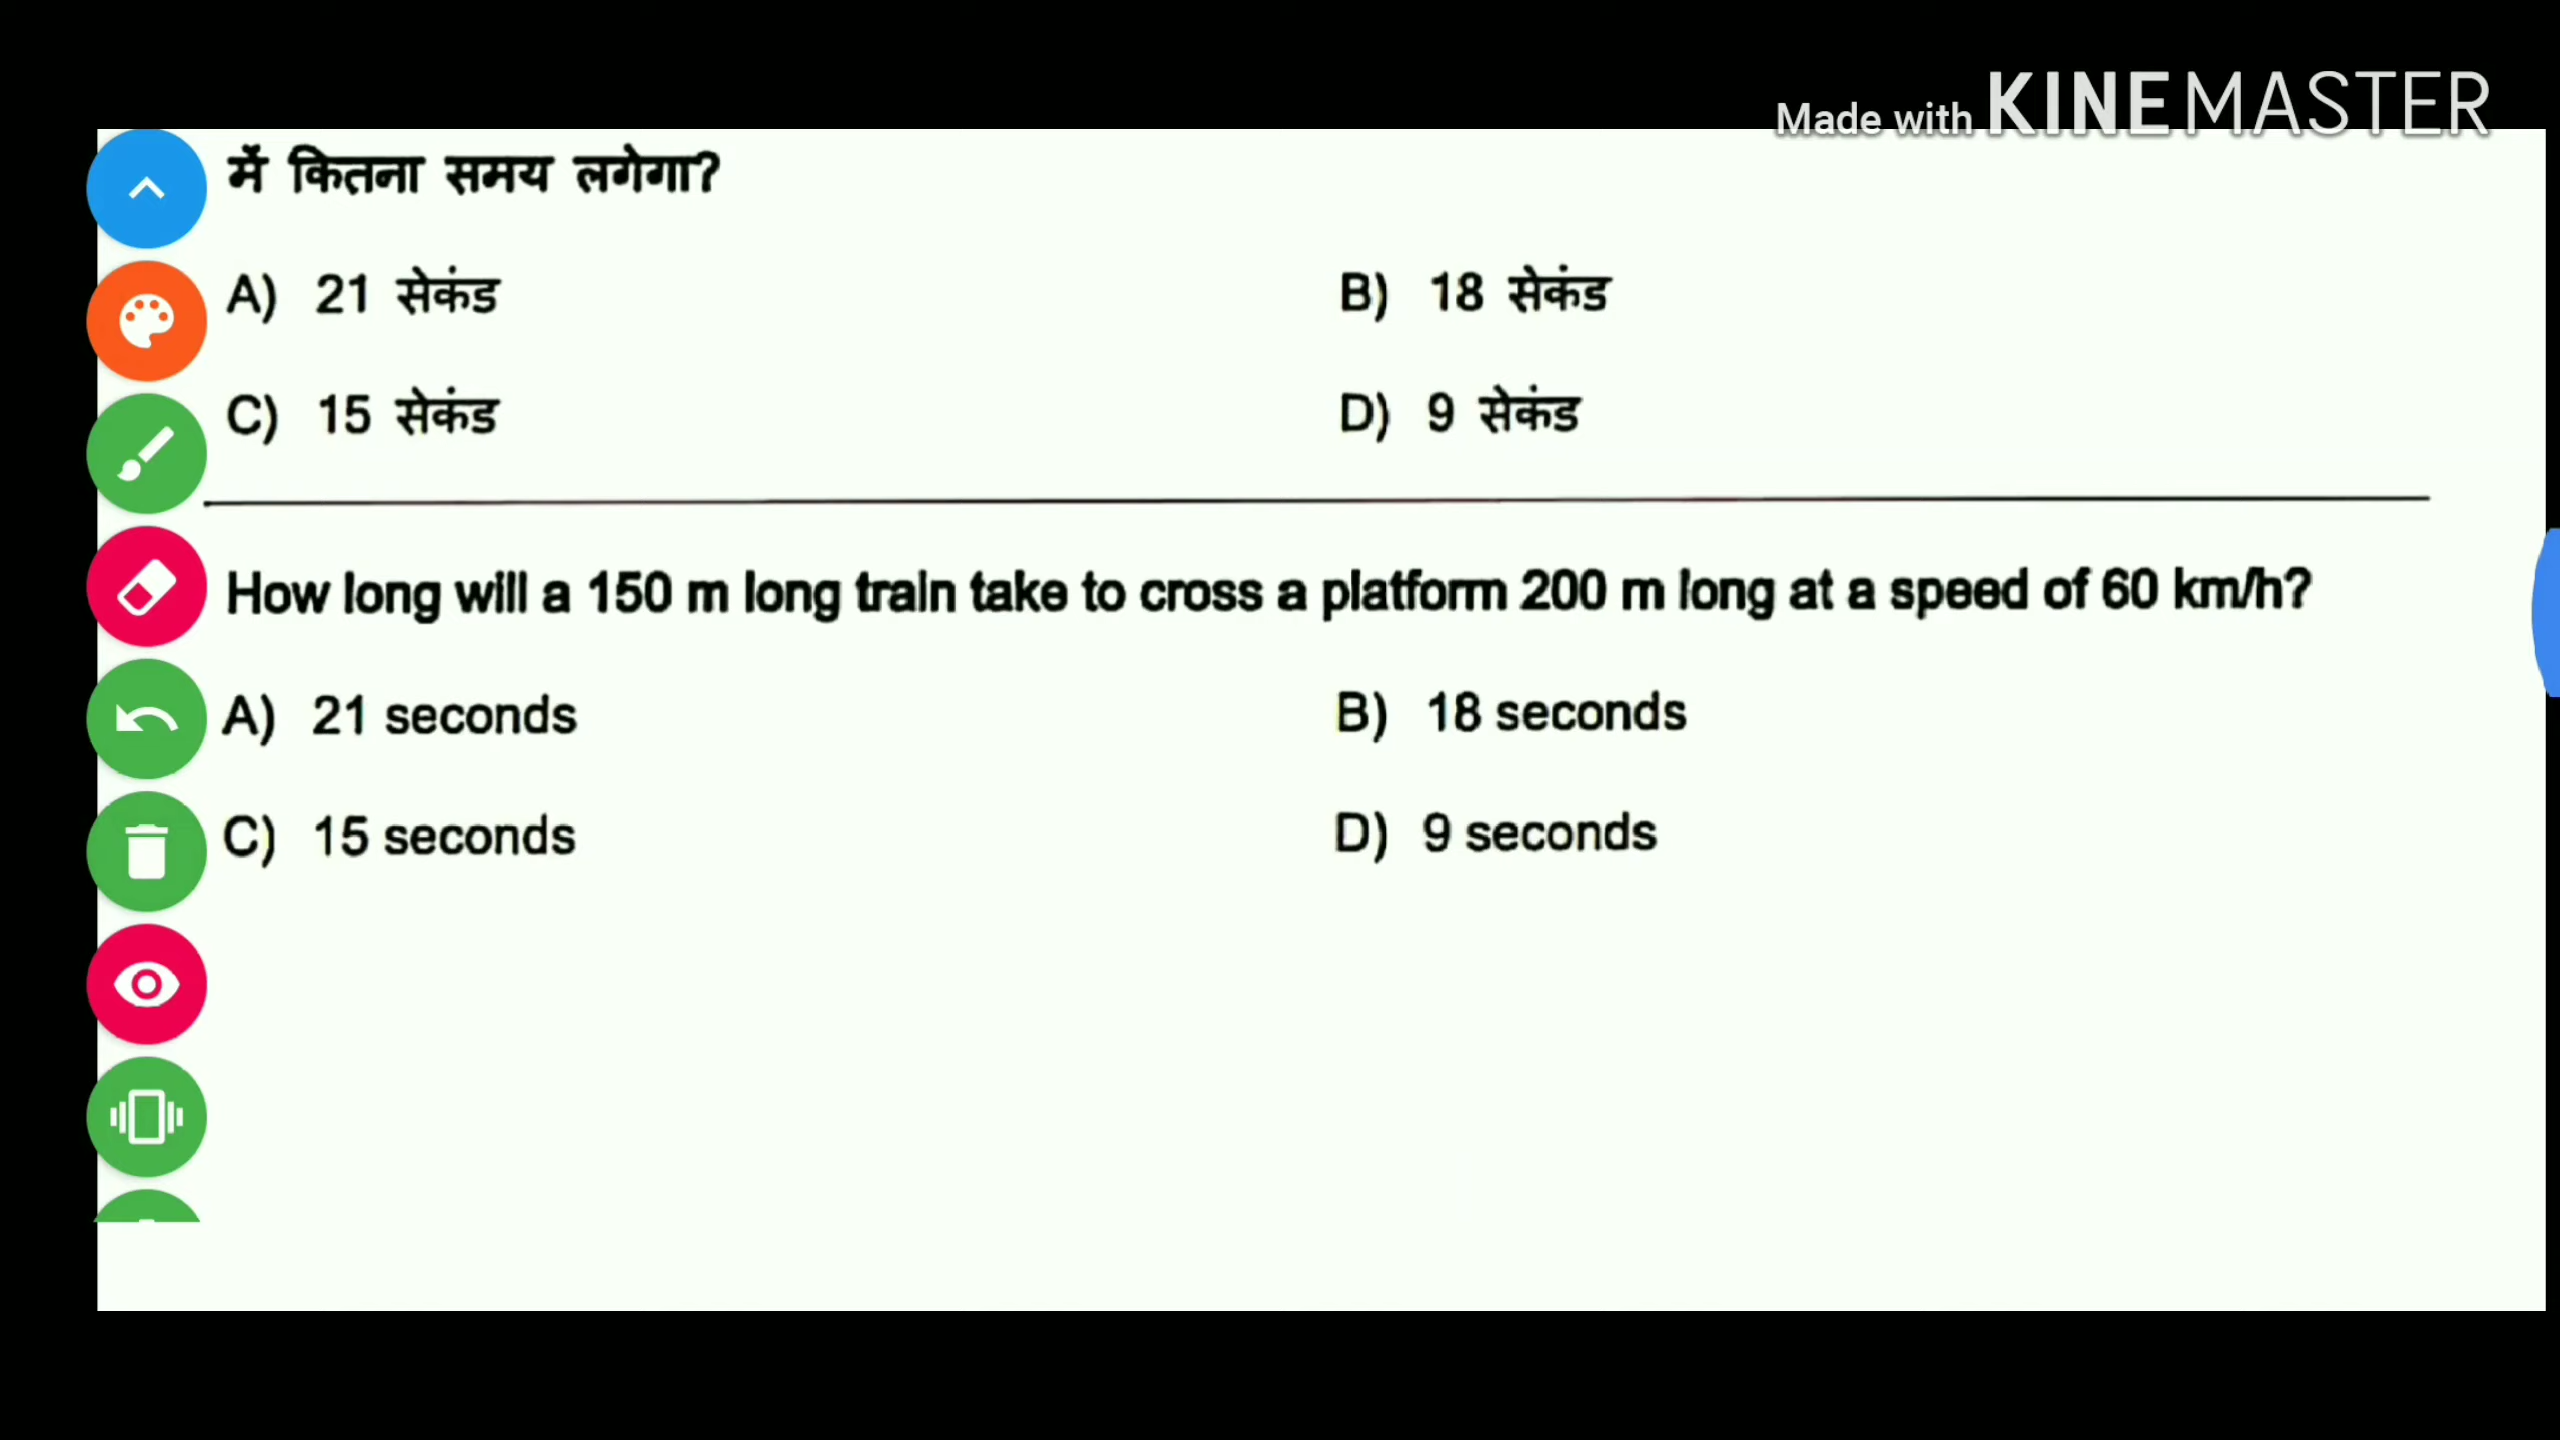 Made with KINEMASTER
में कितना समय लगेगा?
A) 21 सेकंड B) 18 सेकंड
C) 15 सेकंड D) 9 सेकंड
How long will a 150 m long train take to cross a platform 200 m long at a speed of 60 km/h?
A) 21 seconds B) 18 seconds
C) 15 seconds D) 9 seconds